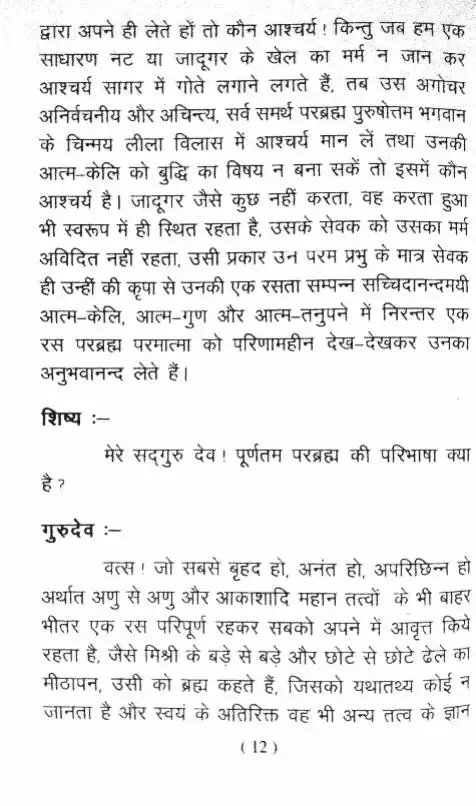 द्वारा अपने ही लेते हों तो कौन आश्चर्य ! किन्तु जब हम एक
साधारण नट या जादूगर के खेल का मर्म न जान कर
आश्चर्य सागर में गोते लगाने लगते हैं, तब उस अगोचर
अनिर्वचनीय और अचिन्त्य, सर्व समर्थ परब्रह्म पुरुषोत्तम भगवान
के चिन्मय लीला विलास में आश्चर्य मान लें तथा उनकी
आत्म–केलि को बुद्धि का विषय न बना सकें तो इसमें कौन
आश्चर्य है। जादूगर जैसे कुछ नहीं करता, वह करता हुआ
भी स्वरूप में ही स्थित रहता है, उसके सेवक को उसका मर्म
अविदित नहीं रहता, उसी प्रकार उन परम प्रभु के मात्र सेवक
ही उन्हीं की कृपा से उनकी एक रसता सम्पन्न सच्चिदानन्दमयी
आत्म–केलि, आत्म–गुण और आत्म–तनुपने में निरन्तर एक
रस परब्रह्म परमात्मा को परिणामहीन देख–देखकर उनका
अनुभवानन्द लेते हैं।
शिष्य :–
मेरे सद्गुरु देव ! पूर्णतम परब्रह्म की परिभाषा क्या
है ?
गुरुदेव :–
वत्स ! जो सबसे बृहद हो, अनंत हो, अपरिछिन्न हो
अर्थात अणु से अणु और आकाशादि महान तत्वों के भी बाहर
भीतर एक रस परिपूर्ण रहकर सबको अपने में आवृत्त किये
रहता है, जैसे मिश्री के बड़े से बड़े और छोटे से छोटे ढेले का
मीठापन, उसी को ब्रह्म कहते हैं, जिसको यथातथ्य कोई न
जानता है और स्वयं के अतिरिक्त वह भी अन्य तत्व के ज्ञान
( 12 )